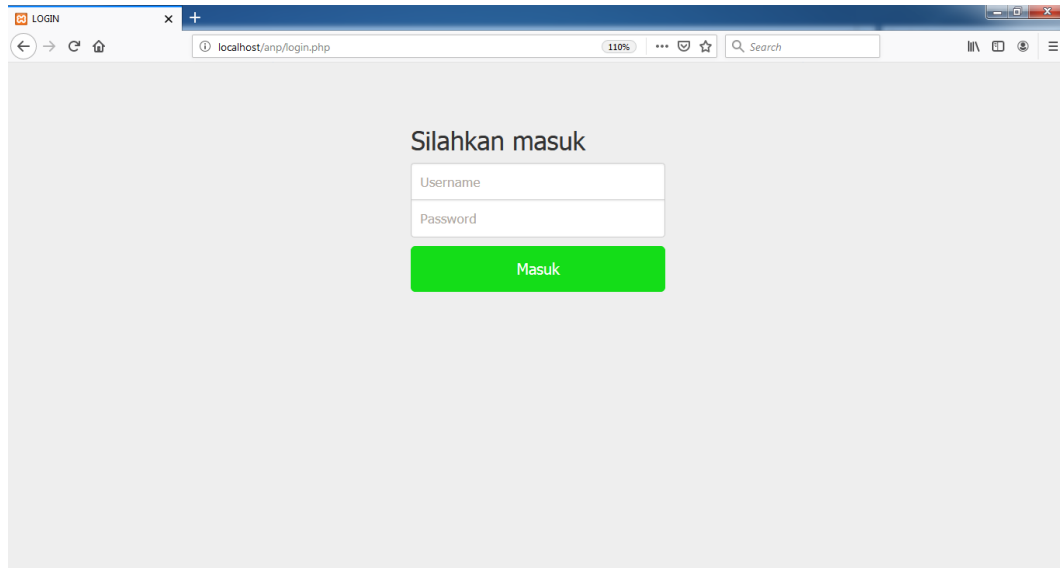 LOGIN
localhost/anp/login.php
110%
Search
Silahkan masuk
Username
Password
Masuk